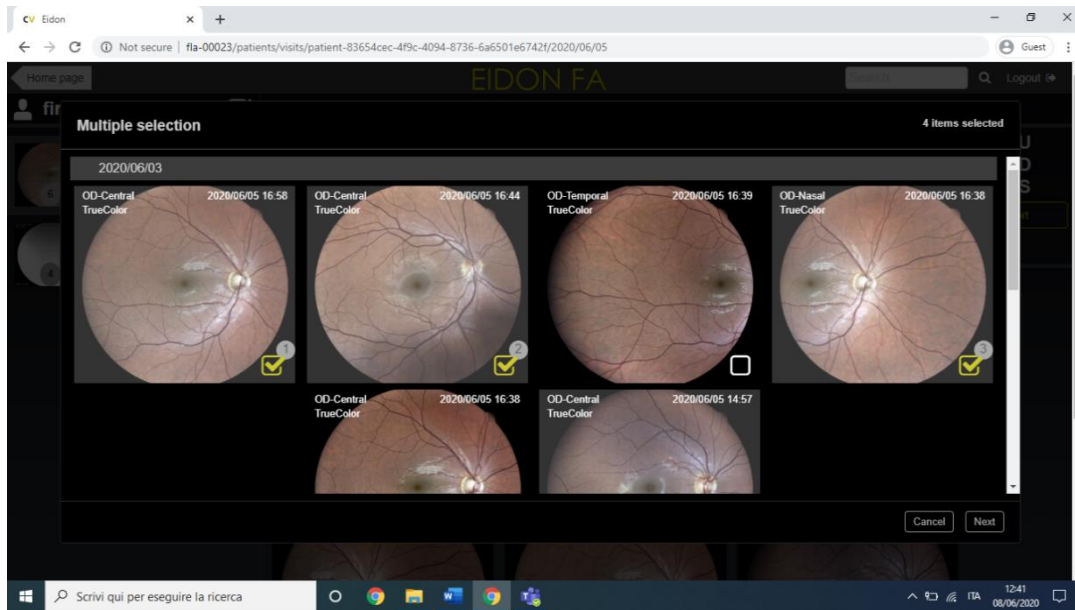 CV Eidon
Not secure | fla-00023/patients/visits/patient-83654cec-4f9c-4094-8736-6a6501e6742f/2020/06/05
Guest
Home page
EIDON FA
Search
Logout
fir
Multiple selection
4 items selected
U
D
S
2020/06/03
OD-Central 2020/06/05 16:58
TrueColor
1
OD-Central 2020/06/05 16:44
TrueColor
2
OD-Temporal 2020/06/05 16:39
TrueColor
OD-Nasal 2020/06/05 16:38
TrueColor
3
6
4
OD-Central 2020/06/05 16:38
TrueColor
OD-Central 2020/06/05 14:57
TrueColor
Cancel
Next
Scrivi qui per eseguire la ricerca
ITA
12:41
08/06/2020